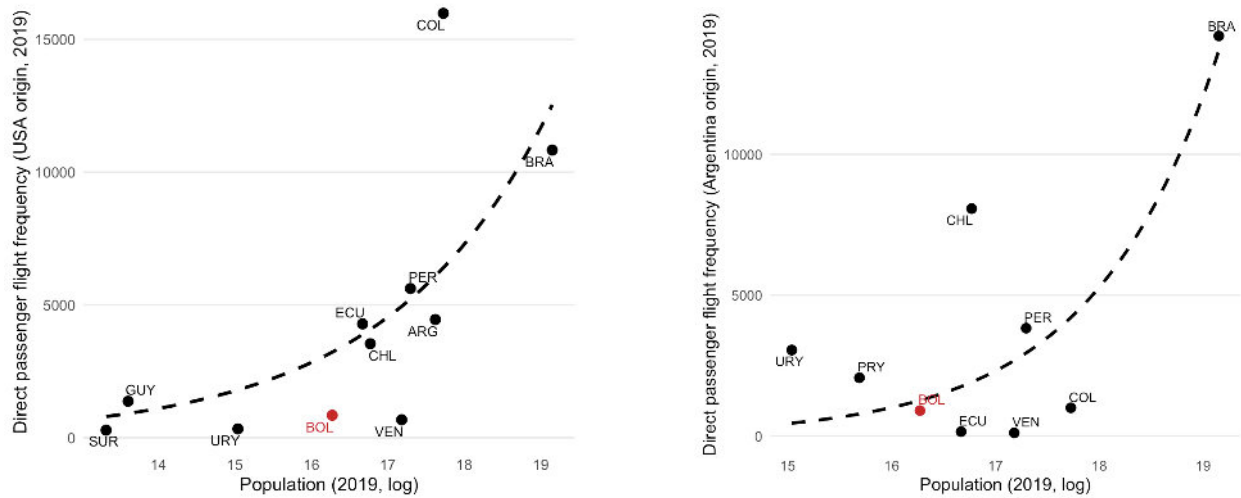 Direct passenger flight frequency (USA origin, 2019)
15000
10000
5000
0
COL
BRA
PER
ECU
ARG
CHL
GUY
SUR
URY
BOL
VEN
14 15 16 17 18 19
Population (2019, log)
Direct passenger flight frequency (Argentina origin, 2019)
10000
5000
0
BRA
CHL
PER
URY
PRY
BOL
COL
ECU
VEN
15 16 17 18 19
Population (2019, log)